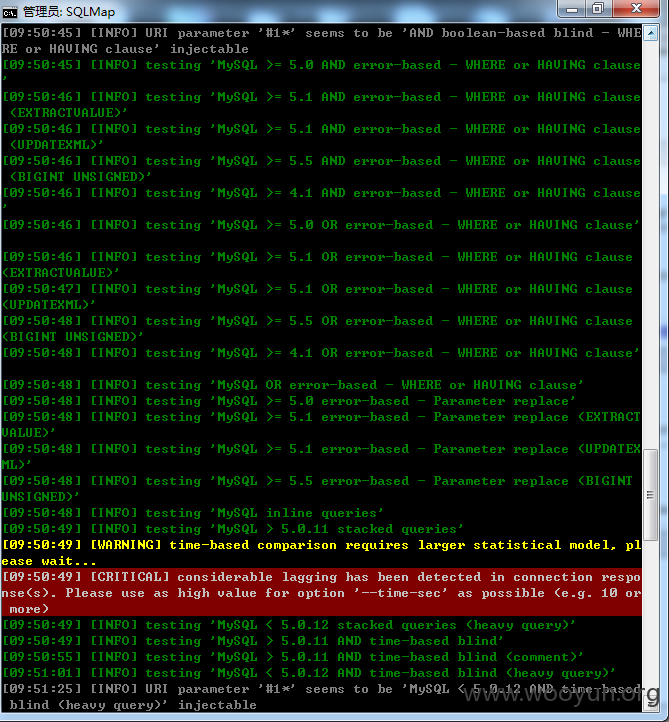 管理员: SQLMap
[09:50:45] [INFO] URI parameter '#1*' seems to be 'AND boolean-based blind - WHE
RE or HAVING clause' injectable
[09:50:45] [INFO] testing 'MySQL >= 5.0 AND error-based - WHERE or HAVING clause
'
[09:50:46] [INFO] testing 'MySQL >= 5.1 AND error-based - WHERE or HAVING clause
 (EXTRACTVALUE)'
[09:50:46] [INFO] testing 'MySQL >= 5.1 AND error-based - WHERE or HAVING clause
 (UPDATEXML)'
[09:50:46] [INFO] testing 'MySQL >= 5.5 AND error-based - WHERE or HAVING clause
 (BIGINT UNSIGNED)'
[09:50:46] [INFO] testing 'MySQL >= 4.1 AND error-based - WHERE or HAVING clause
'
[09:50:46] [INFO] testing 'MySQL >= 5.0 OR error-based - WHERE or HAVING clause'
[09:50:46] [INFO] testing 'MySQL >= 5.1 OR error-based - WHERE or HAVING clause
(EXTRACTVALUE)'
[09:50:47] [INFO] testing 'MySQL >= 5.1 OR error-based - WHERE or HAVING clause
(UPDATEXML)'
[09:50:48] [INFO] testing 'MySQL >= 5.5 OR error-based - WHERE or HAVING clause
(BIGINT UNSIGNED)'
[09:50:48] [INFO] testing 'MySQL >= 4.1 OR error-based - WHERE or HAVING clause'
[09:50:48] [INFO] testing 'MySQL OR error-based - WHERE or HAVING clause'
[09:50:48] [INFO] testing 'MySQL >= 5.0 error-based - Parameter replace'
[09:50:48] [INFO] testing 'MySQL >= 5.1 error-based - Parameter replace (EXTRACT
VALUE)'
[09:50:48] [INFO] testing 'MySQL >= 5.1 error-based - Parameter replace (UPDATEX
ML)'
[09:50:48] [INFO] testing 'MySQL >= 5.5 error-based - Parameter replace (BIGINT
UNSIGNED)'
[09:50:48] [INFO] testing 'MySQL inline queries'
[09:50:49] [INFO] testing 'MySQL > 5.0.11 stacked queries'
[09:50:49] [WARNING] time-based comparison requires larger statistical model, pl
ease wait...
[09:50:49] [CRITICAL] considerable lagging has been detected in connection respo
nse(s). Please use as high value for option '--time-sec' as possible (e.g. 10 or
 more)
[09:50:49] [INFO] testing 'MySQL < 5.0.12 stacked queries (heavy query)'
[09:50:49] [INFO] testing 'MySQL > 5.0.11 AND time-based blind'
[09:50:55] [INFO] testing 'MySQL > 5.0.11 AND time-based blind (comment)'
[09:51:01] [INFO] testing 'MySQL < 5.0.12 AND time-based blind (heavy query)'
[09:51:25] [INFO] URI parameter '#1*' seems to be 'MySQL < 5.0.12 AND time-based
 blind (heavy query)' injectable
www.wooyun.org